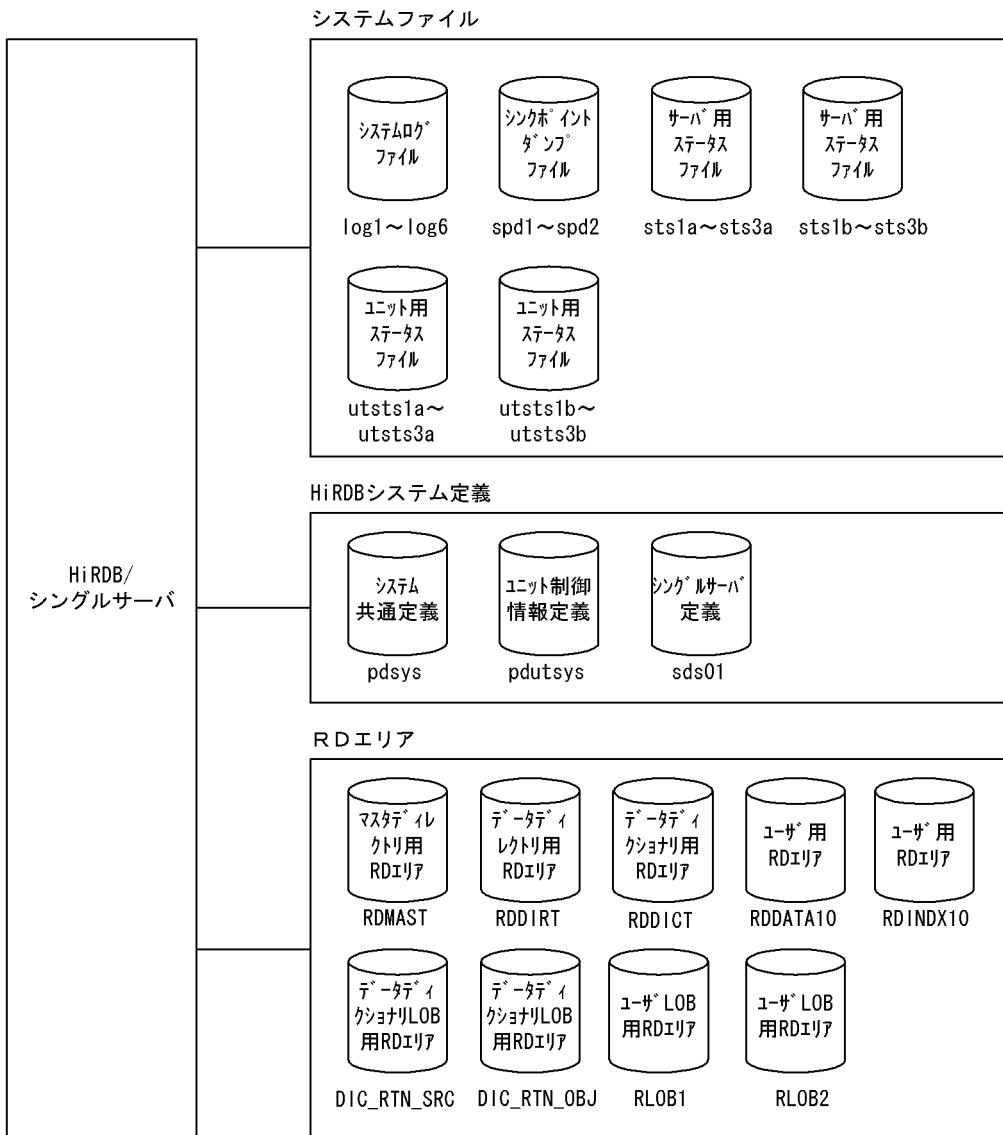 システムファイル
システムログ
ファイル
log1～log6
シンクポイント
ダンプ
ファイル
spd1～spd2
サーバ用
ステータス
ファイル
sts1a～sts3a
サーバ用
ステータス
ファイル
sts1b～sts3b
ユニット用
ステータス
ファイル
utsts1a～
utsts3a
ユニット用
ステータス
ファイル
utsts1b～
utsts3b
HiRDB/
シングルサーバ
HiRDBシステム定義
システム
共通定義
pdsys
ユニット制御
情報定義
pdutsys
シングルサーバ
定義
sds01
ＲＤエリア
マスタディレ
クトリ用
RDエリア
RDMAST
データディ
レクトリ用
RDエリア
RDDIRT
データディ
クショナリ用
RDエリア
RDDICT
ユーザ用
RDエリア
RDDATA10
ユーザ用
RDエリア
RDINDX10
データディ
クショナリLOB
用RDエリア
DIC_RTN_SRC
データディ
クショナリLOB
用RDエリア
DIC_RTN_OBJ
ユーザLOB
用RDエリア
RLOB1
ユーザLOB
用RDエリア
RLOB2